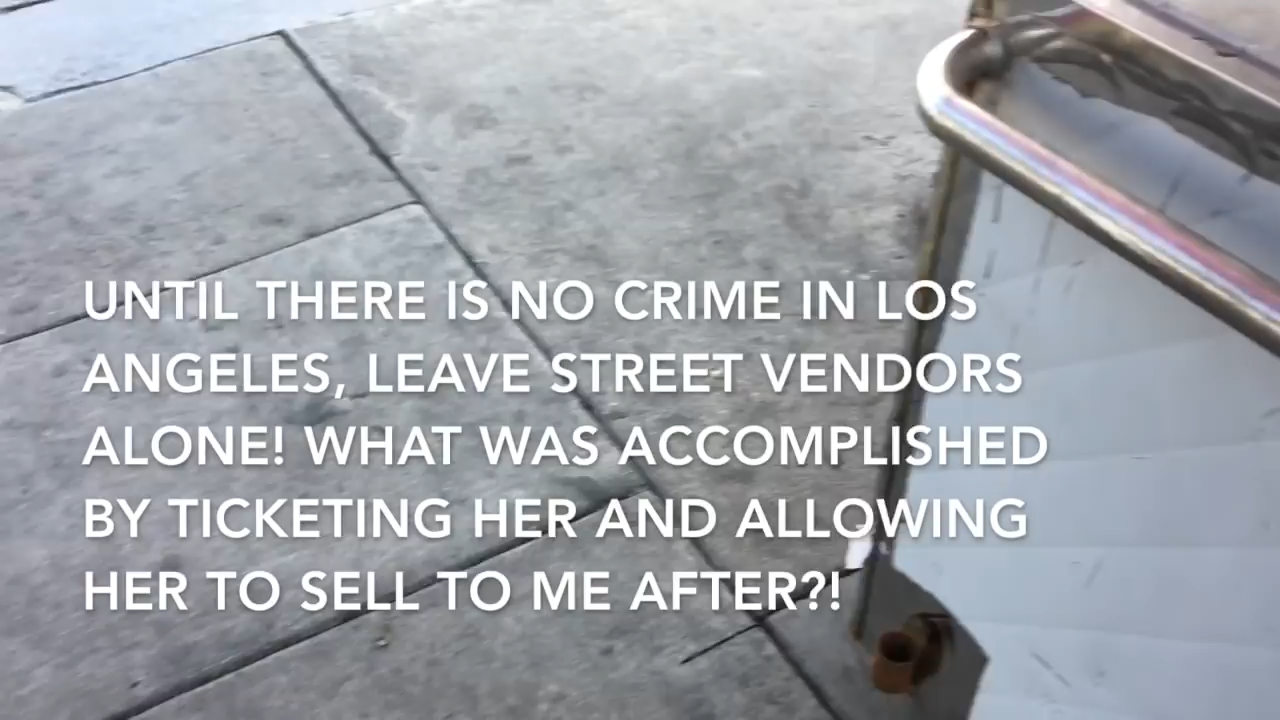 UNTIL THERE IS NO CRIME IN LOS
ANGELES, LEAVE STREET VENDORS
ALONE! WHAT WAS ACCOMPLISHED
BY TICKETING HER AND ALLOWING
HER TO SELL TO ME AFTER?!